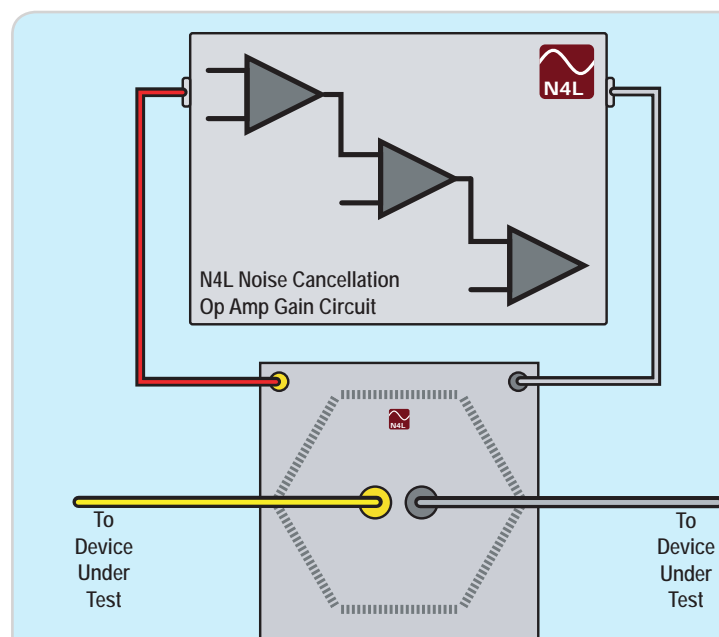 N4L
N4L Noise Cancellation
Op Amp Gain Circuit
N4L
To
Device
Under
Test
To
Device
Under
Test